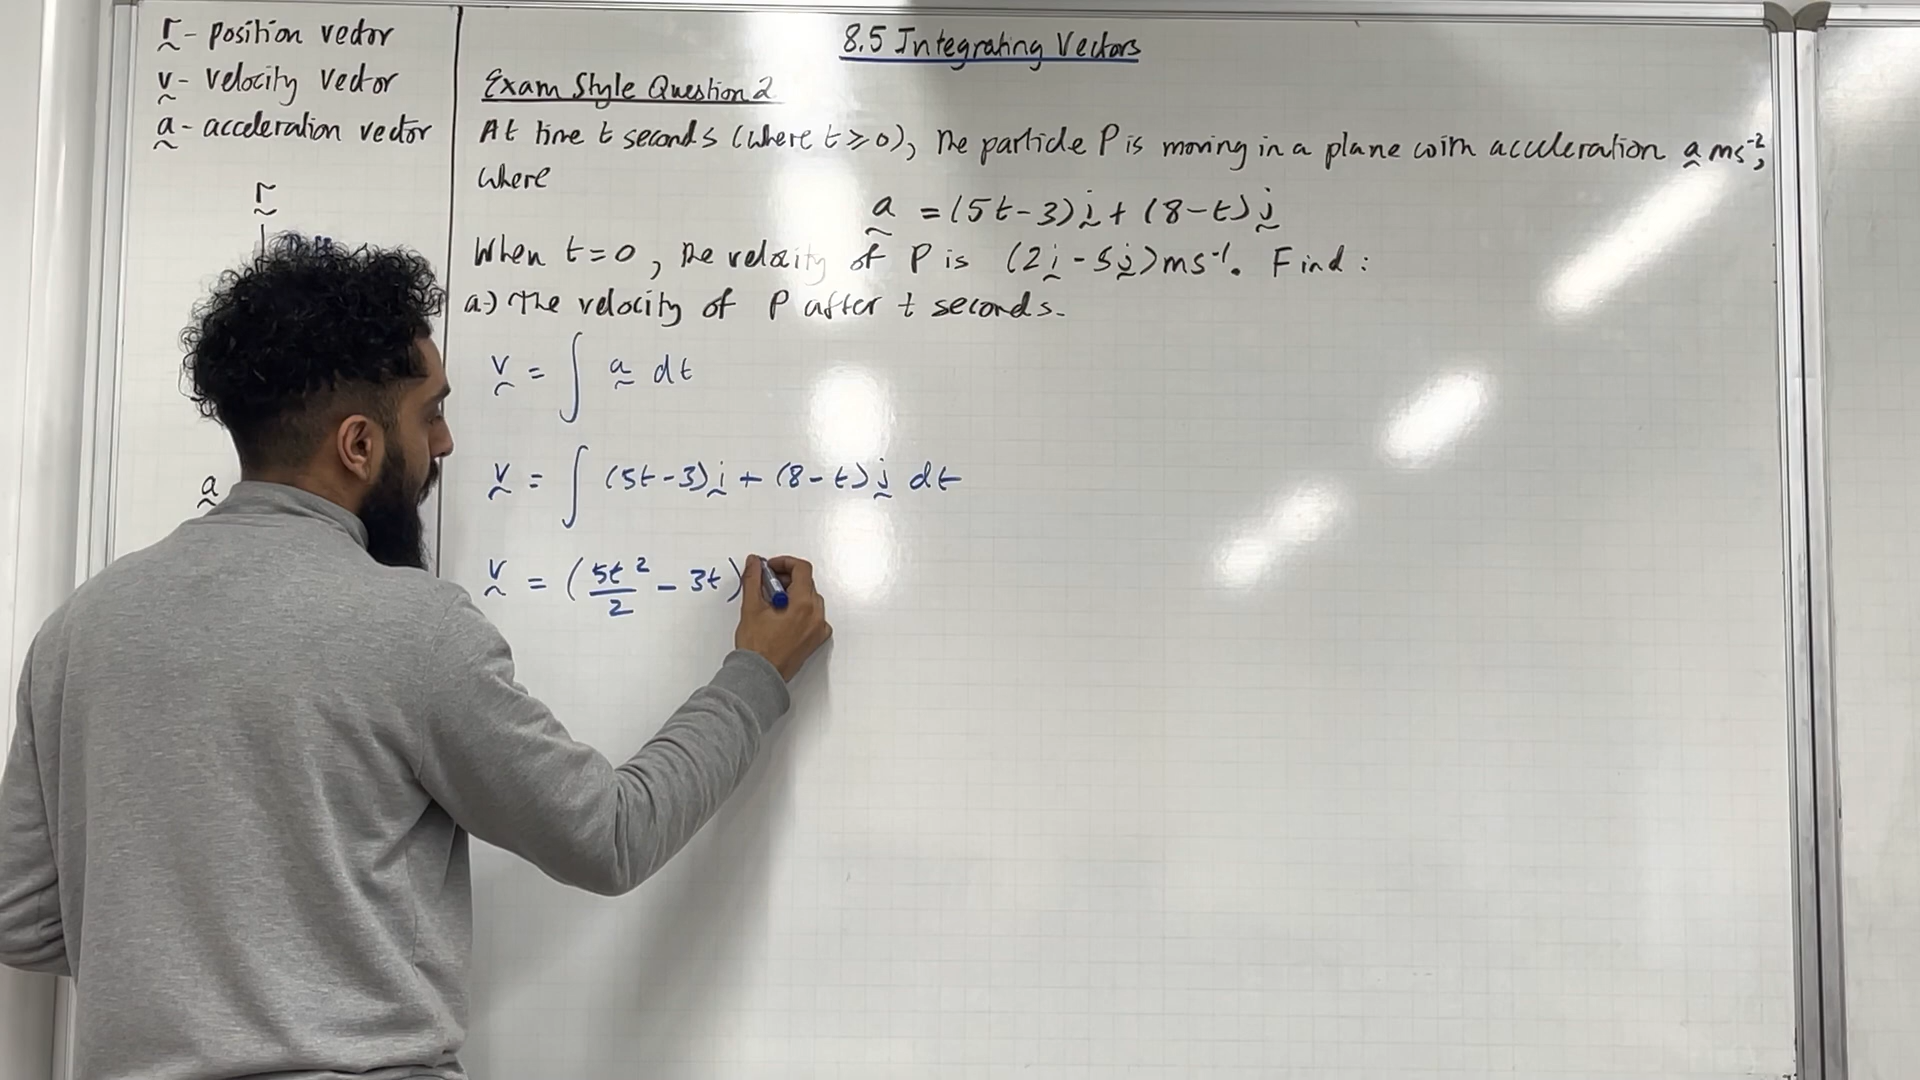 r - position vector
v - velocity vector
a - acceleration vector
r
a
8.5 Integrating Vectors
Exam Style Question 2
At time t seconds (where t ≥ 0), the particle P is moving in a plane with acceleration a ms⁻²,
where
a = (5t - 3)i + (8 - t)j
When t = 0, the velocity of P is (2i - 5j)ms⁻¹. Find :
a) The velocity of P after t seconds.
v = ∫ a dt
v = ∫ (5t - 3)i + (8 - t)j dt
v = (5t²/2 - 3t)